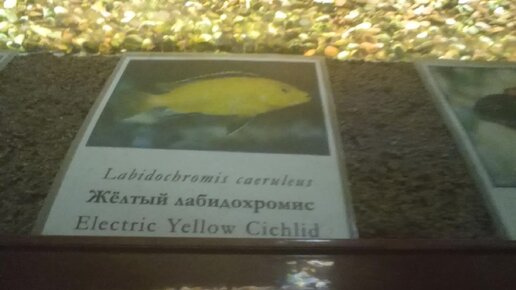 Labidochromis caeruleus
Жёлтый лабидохромис
Electric Yellow Cichlid